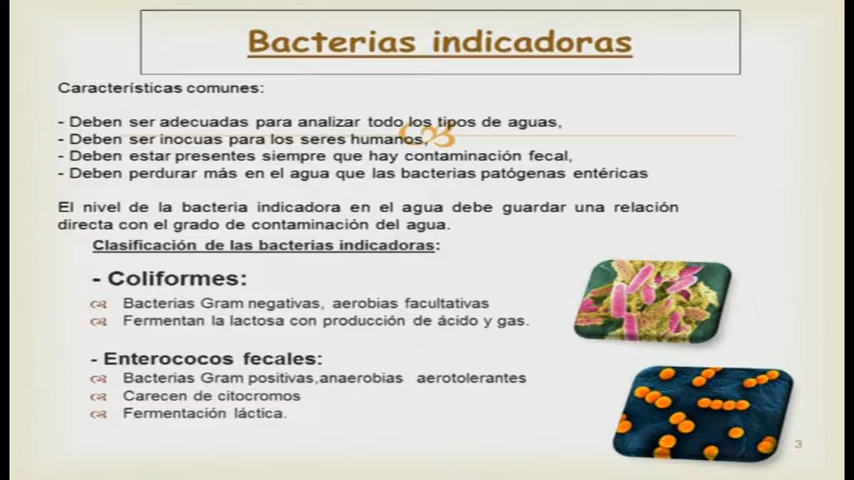 Bacterias indicadoras
Características comunes:
- Deben ser adecuadas para analizar todo los tipos de aguas,
- Deben ser inocuas para los seres humanos,
- Deben estar presentes siempre que hay contaminación fecal,
- Deben perdurar más en el agua que las bacterias patógenas entéricas
El nivel de la bacteria indicadora en el agua debe guardar una relación
directa con el grado de contaminación del agua.
Clasificación de las bacterias indicadoras:
- Coliformes:
Bacterias Gram negativas, aerobias facultativas
Fermentan la lactosa con producción de ácido y gas.
- Enterococos fecales:
Bacterias Gram positivas,anaerobias aerotolerantes
Carecen de citocromos
Fermentación láctica.
3